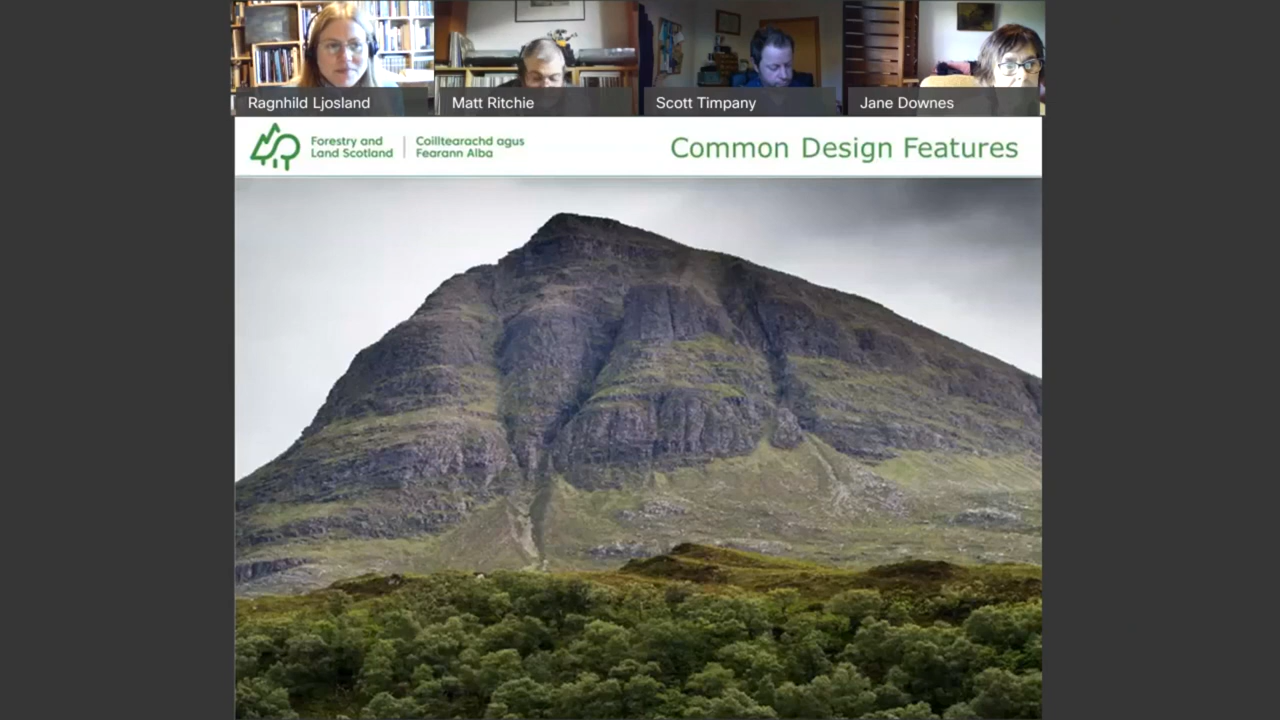 Ragnhild Ljosland
Matt Ritchie
Scott Timpany
Jane Downes
Forestry and
Land Scotland
Coilltearachd agus
Fearann Alba
Common Design Features